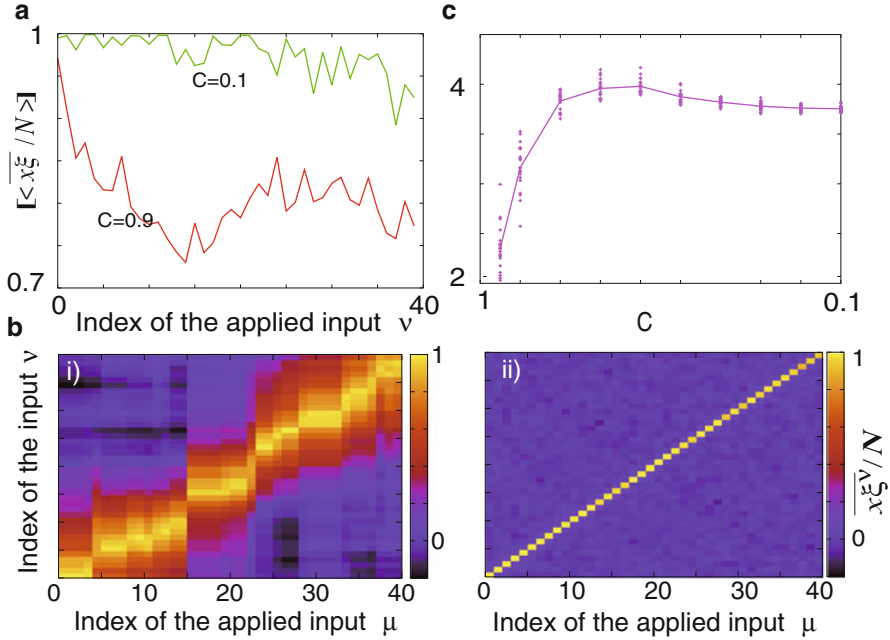 a
1
C=0.1
C=0.9
0.7
0
20
40
[<x̅ξ̅ /N >]
Index of the applied input ν
c
4
2
1
C
0.1
b
i)
Index of the input ν
0
10
20
30
40
Index of the applied input μ
1
0
ii)
0
10
20
30
40
Index of the applied input μ
1
0
x̅ξ̅^ν/N